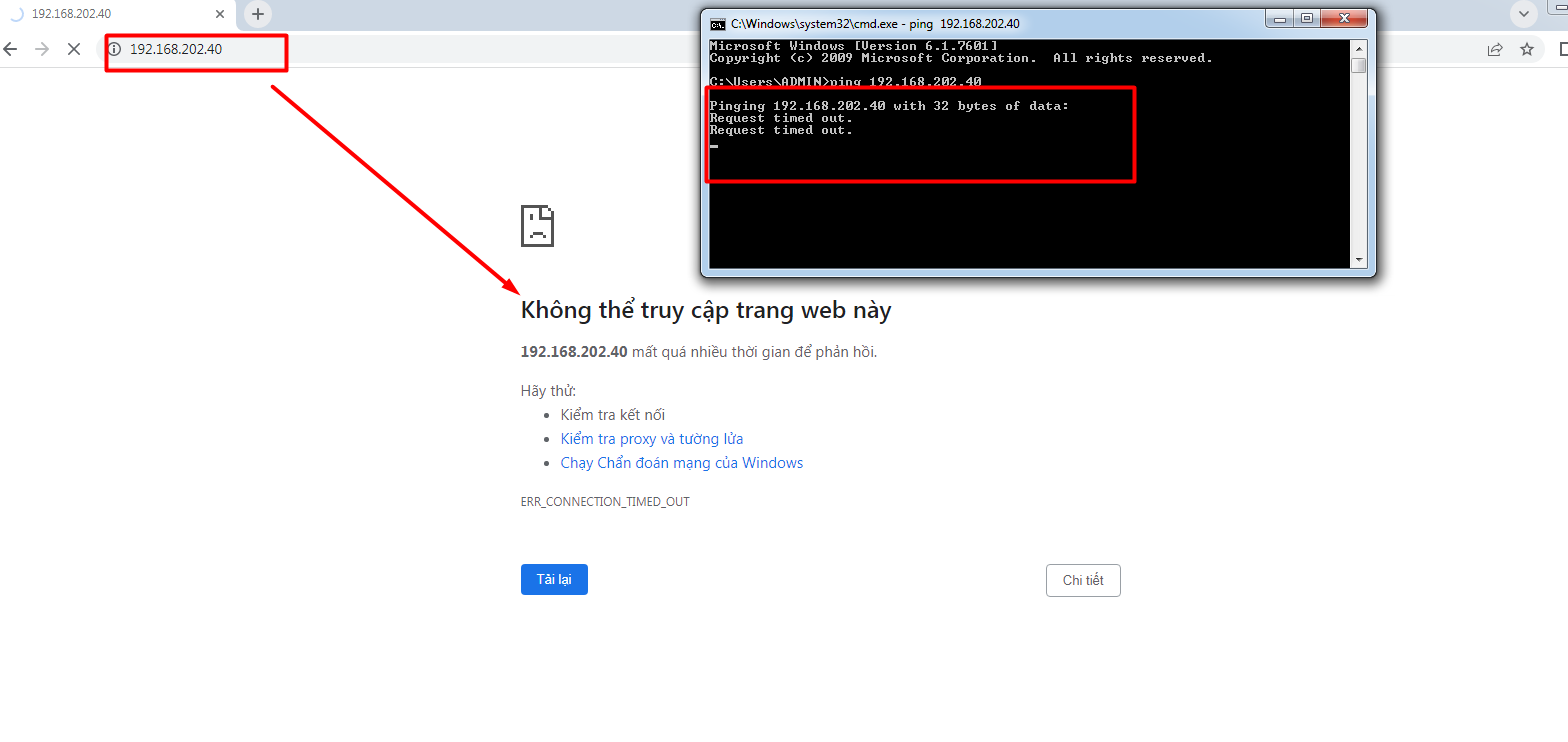 192.168.202.40
192.168.202.40
C:\Windows\system32\cmd.exe - ping  192.168.202.40
Microsoft Windows [Version 6.1.7601]
Copyright (c) 2009 Microsoft Corporation.  All rights reserved.
C:\Users\ADMIN>ping 192.168.202.40
Pinging 192.168.202.40 with 32 bytes of data:
Request timed out.
Request timed out.
Không thể truy cập trang web này
192.168.202.40 mất quá nhiều thời gian để phản hồi.
Hãy thử:
Kiểm tra kết nối
Kiểm tra proxy và tường lửa
Chạy Chẩn đoán mạng của Windows
ERR_CONNECTION_TIMED_OUT
Tải lại
Chi tiết